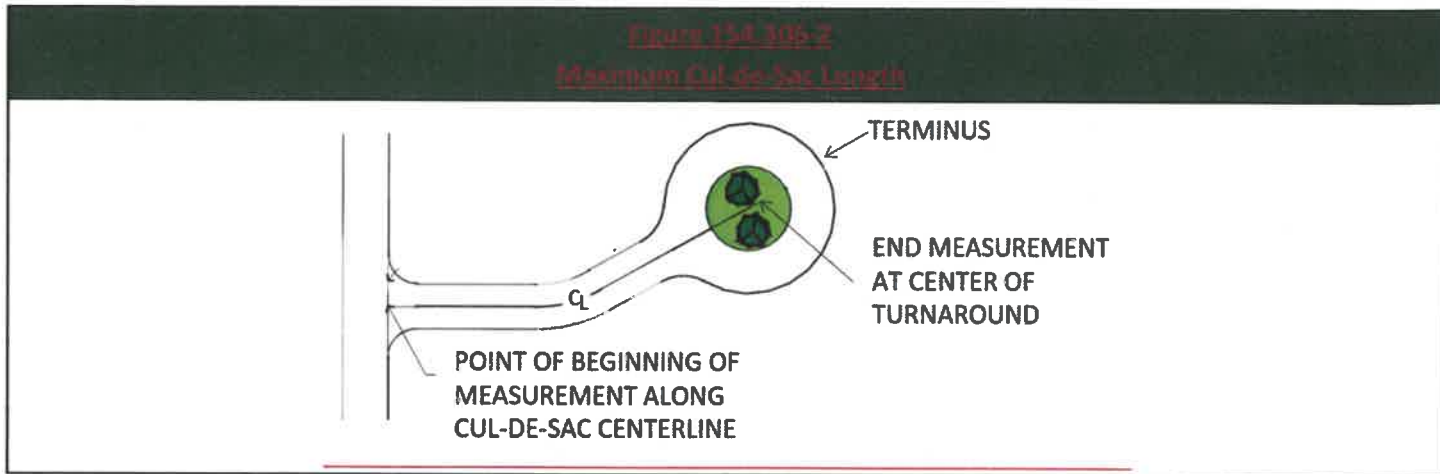 Figure 154.306-2
Maximum Cul-de-Sac Length
TERMINUS
END MEASUREMENT
AT CENTER OF
TURNAROUND
CL
POINT OF BEGINNING OF
MEASUREMENT ALONG
CUL-DE-SAC CENTERLINE